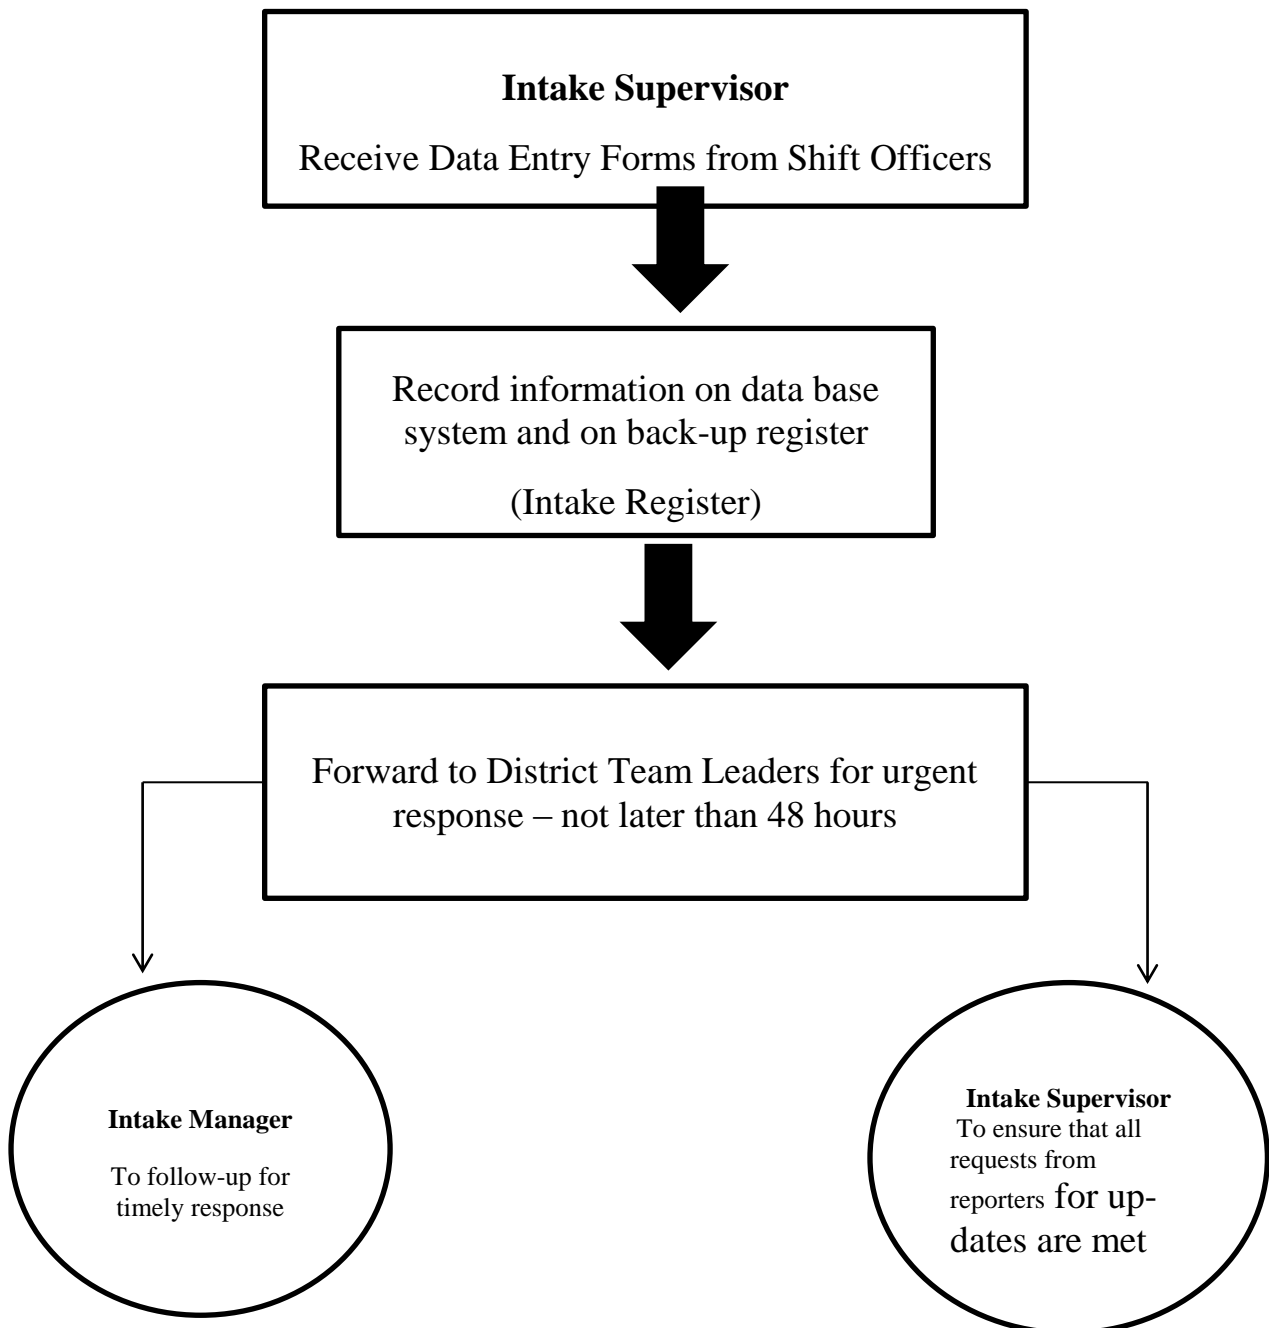 Intake Supervisor
Receive Data Entry Forms from Shift Officers
Record information on data base
system and on back-up register
(Intake Register)
Forward to District Team Leaders for urgent
response – not later than 48 hours
Intake Manager
To follow-up for
timely response
Intake Supervisor
To ensure that all
requests from
reporters for up-
dates are met